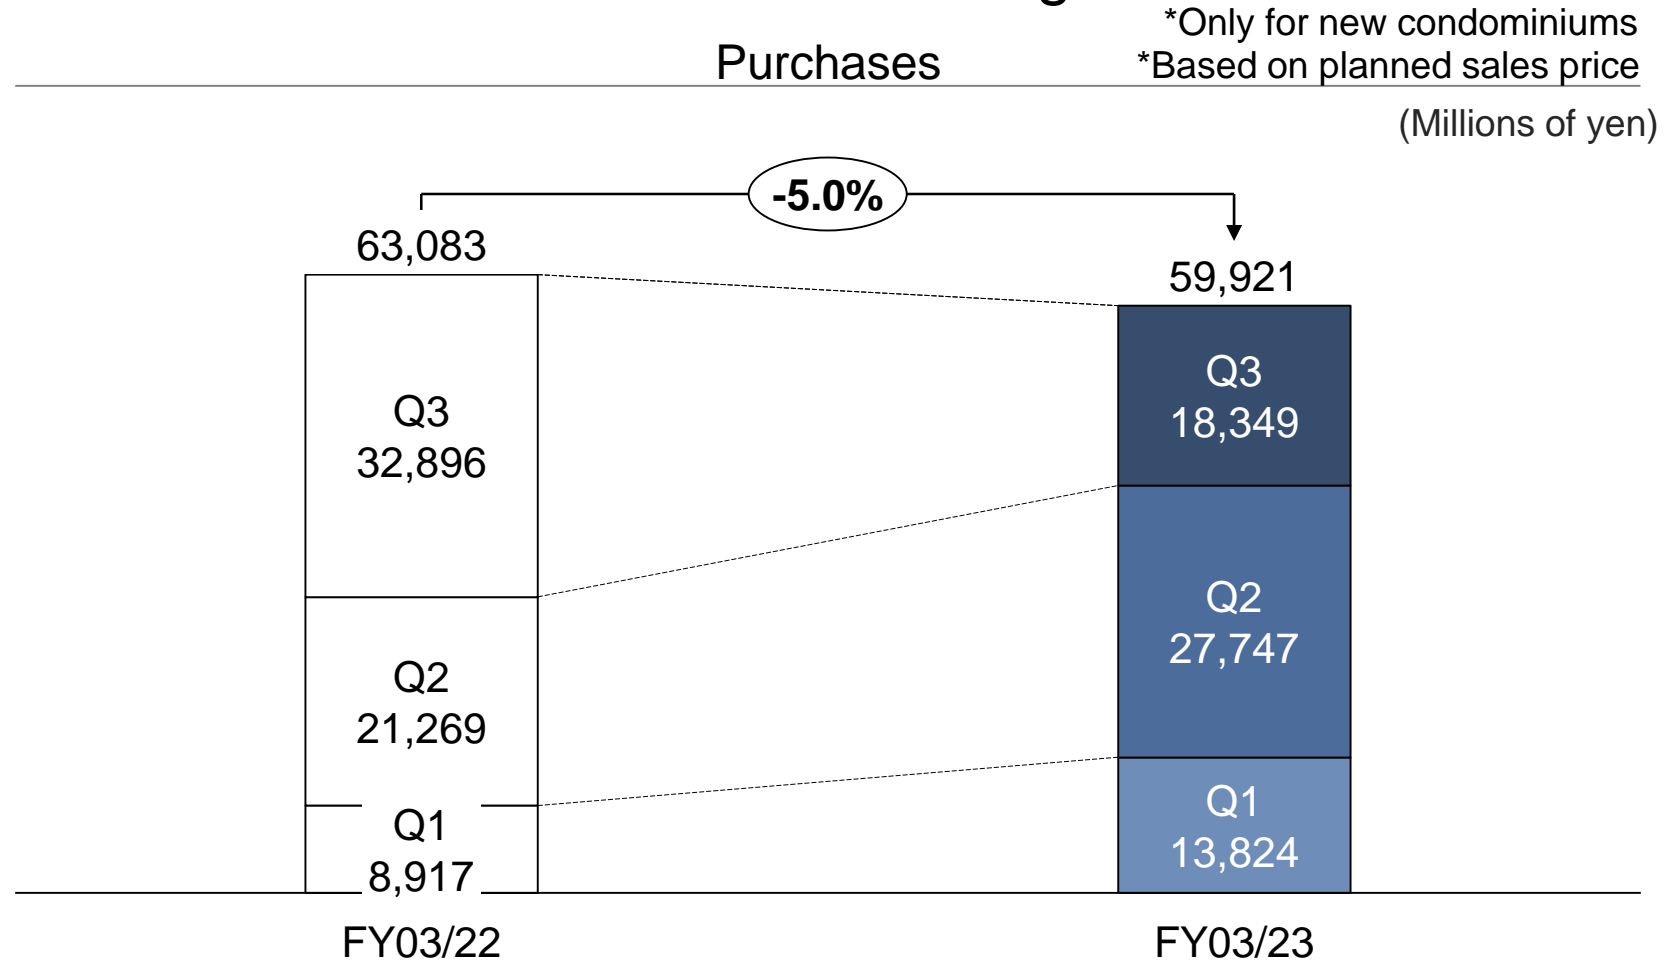 *Only for new condominiums
Purchases
*Based on planned sales price
(Millions of yen)
-5.0%
63,083
59,921
Q3
32,896
Q3
18,349
Q2
21,269
Q2
27,747
Q1
8,917
Q1
13,824
FY03/22
FY03/23